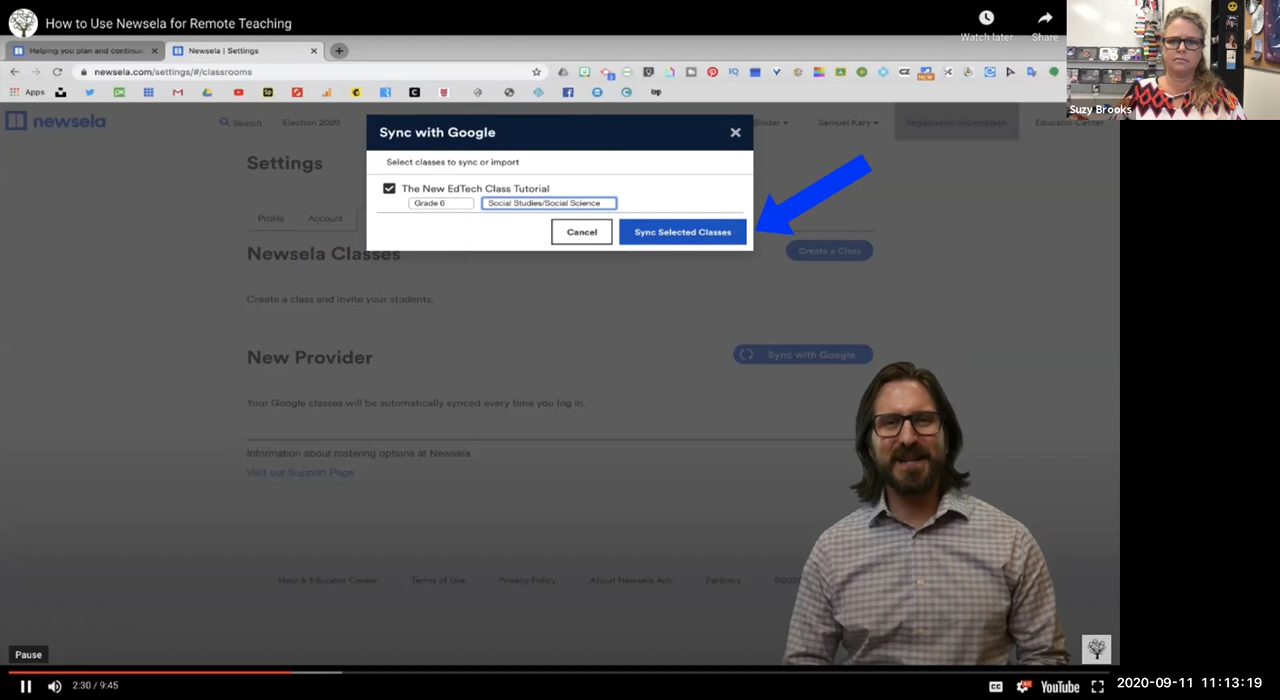 How to Use Newsela for Remote Teaching
Watch later
Share
Suzy Brooks
Helping you plan and continu
Newsela | Settings
newsela.com/settings/#/classrooms
Apps
newsela
Search
Election 2020
Binder
Samuel Kary
Registration Incomplete
Educator Center
Sync with Google
Select classes to sync or import
The New EdTech Class Tutorial
Grade 6
Social Studies/Social Science
Cancel
Sync Selected Classes
Settings
Profile
Account
Newsela Classes
Create a Class
Create a class and invite your students.
New Provider
Sync with Google
Your Google classes will be automatically synced every time you log in.
Information about rostering options at Newsela.
Visit our Support Page
Help & Educator Center
Terms of Use
Privacy Policy
About Newsela Ads
Partners
Pause
2:30 / 9:45
CC
YouTube
2020-09-11 11:13:19